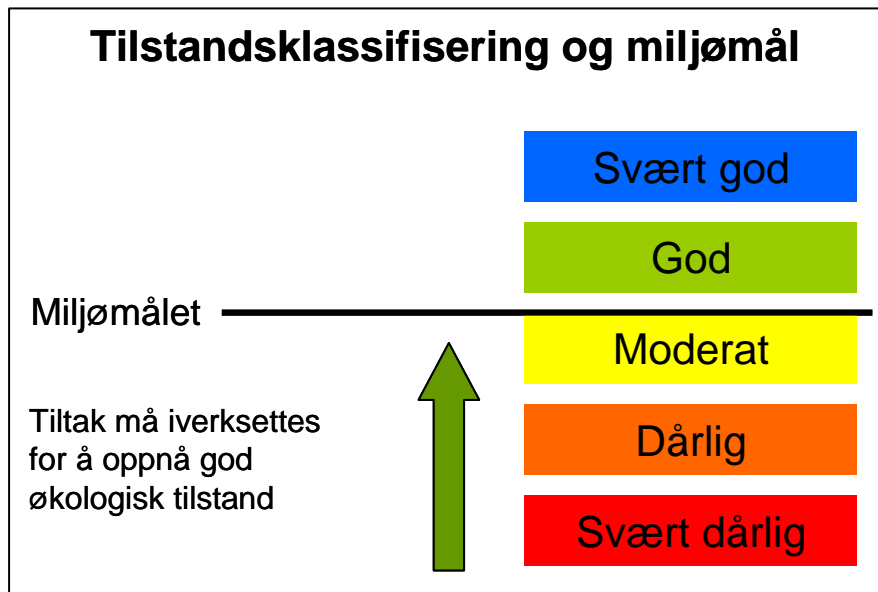 Tilstandsklassifisering og miljømål
Svært god
God
Miljømålet
Moderat
Tiltak må iverksettes
for å oppnå god
økologisk tilstand
Dårlig
Svært dårlig